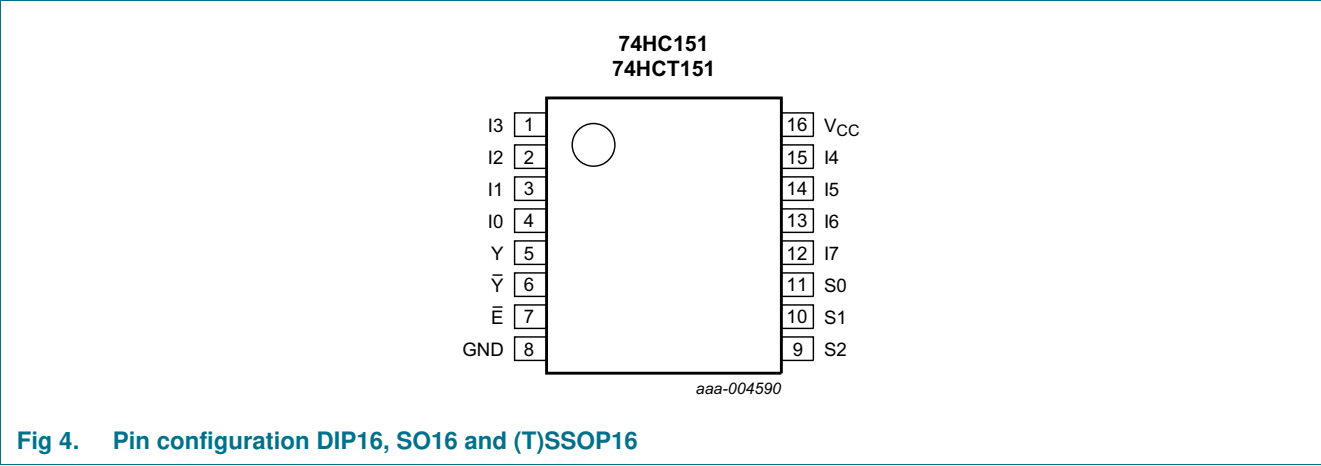 74HC151
74HCT151
I3 1 16 VCC
I2 2 15 I4
I1 3 14 I5
I0 4 13 I6
Y 5 12 I7
Y̅ 6 11 S0
E̅ 7 10 S1
GND 8 9 S2
aaa-004590
Fig 4. Pin configuration DIP16, SO16 and (T)SSOP16